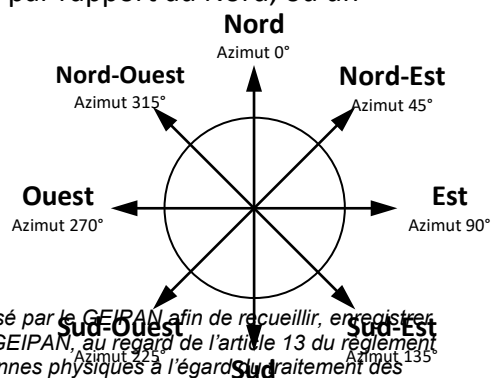 par rapport au Nord, ou un
Nord
Azimut 0°
Nord-Ouest
Azimut 315°
Nord-Est
Azimut 45°
Ouest
Azimut 270°
Est
Azimut 90°
sé par le GEIPAN afin de recueillir, enregistrer,
Sud-Ouest
Sud-Est
GEIPAN, au regard de l'article 13 du règlement
Azimut 225°
Azimut 135°
nnes physiques à l'égard du traitement des
Sud